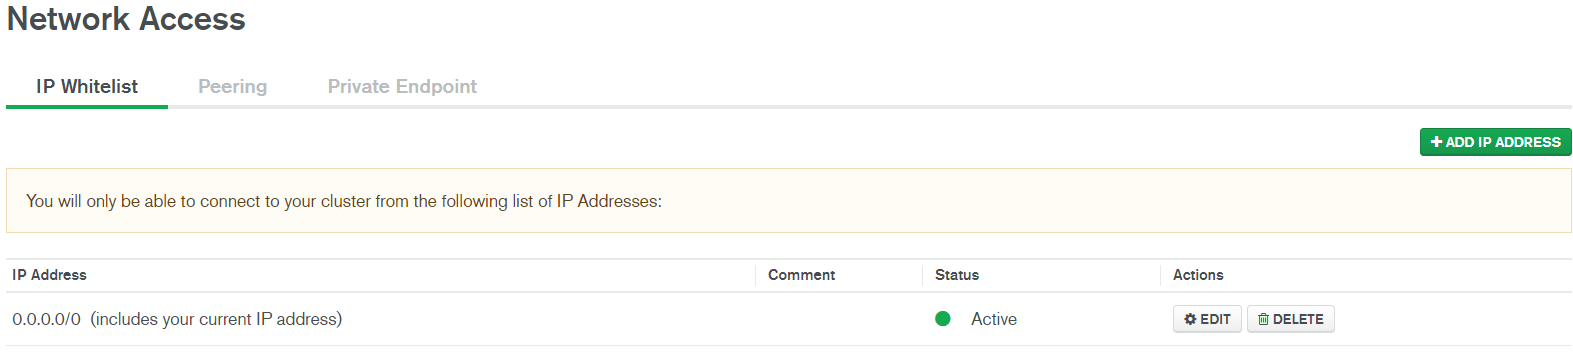 Network Access
IP Whitelist Peering Private Endpoint
+ ADD IP ADDRESS
You will only be able to connect to your cluster from the following list of IP Addresses:
IP Address Comment Status Actions
0.0.0.0/0 (includes your current IP address) Active EDIT DELETE